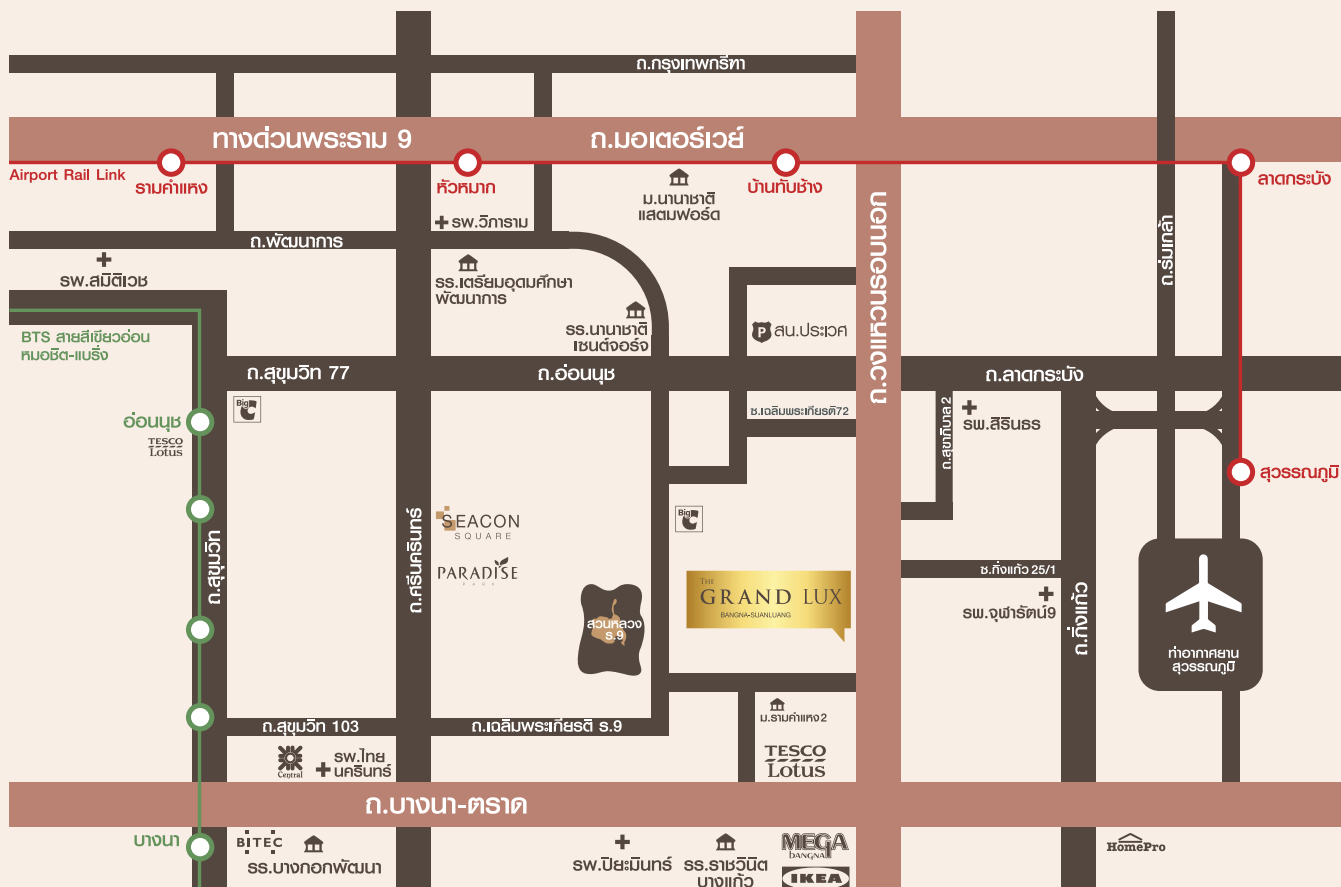 ถ.กรุงเทพกรีฑา
ทางด่วนพระราม 9
ถ.มอเตอร์เวย์
Airport Rail Link
รามคำแหง
หัวหมาก
บ้านทับช้าง
ลาดกระบัง
ม.นานาชาติ
แสตมฟอร์ด
รพ.วิภาราม
ถ.พัฒนาการ
ถ.วงแหวนรอบนอก
ถ.ร่มเกล้า
รพ.สมิติเวช
รร.เตรียมอุดมศึกษา
พัฒนาการ
รร.นานาชาติ
เซนต์จอร์จ
P
สน.ประเวศ
BTS สายสีเขียวอ่อน
หมอชิต-แบริ่ง
ถ.สุขุมวิท 77
ถ.อ่อนนุช
ถ.ลาดกระบัง
Big C
อ่อนนุช
TESCO
Lotus
ซ.เฉลิมพระเกียรติ72
ถ.สุขาภิบาล 2
รพ.สิรินธร
สุวรรณภูมิ
ถ.สุขุมวิท
ถ.ศรีนครินทร์
SEACON
SQUARE
PARADISE
PARK
Big C
THE
GRAND LUX
BANGNA-SUANLUANG
สวนหลวง
ร.9
ซ.กิ่งแก้ว 25/1
รพ.จุฬารัตน์9
ถ.กิ่งแก้ว
ท่าอากาศยาน
สุวรรณภูมิ
ถ.สุขุมวิท 103
ถ.เฉลิมพระเกียรติ ร.9
ม.รามคำแหง2
Central
รพ.ไทย
นครินทร์
TESCO
Lotus
ถ.บางนา-ตราด
บางนา
BITEC
รร.บางกอกพัฒนา
รพ.ปิยะมินทร์
รร.ราชวินิต
บางแก้ว
MEGA
BANGNA
IKEA
HomePro